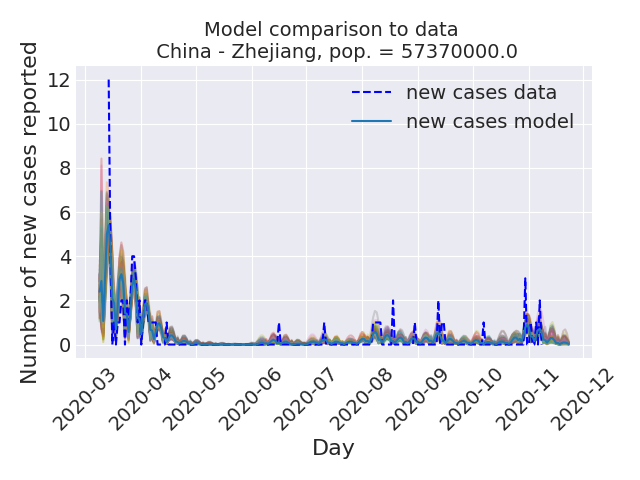 Model comparison to data
China - Zhejiang, pop. = 57370000.0
Number of new cases reported
12
10
8
6
4
2
0
new cases data
new cases model
2020-03
2020-04
2020-05
2020-06
2020-07
2020-08
2020-09
2020-10
2020-11
2020-12
Day